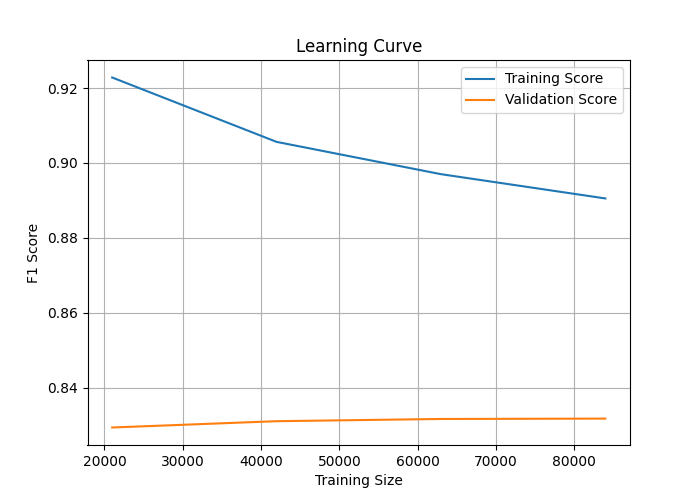 Learning Curve
Training Score
Validation Score
0.92
0.90
0.88
0.86
0.84
F1 Score
20000 30000 40000 50000 60000 70000 80000
Training Size